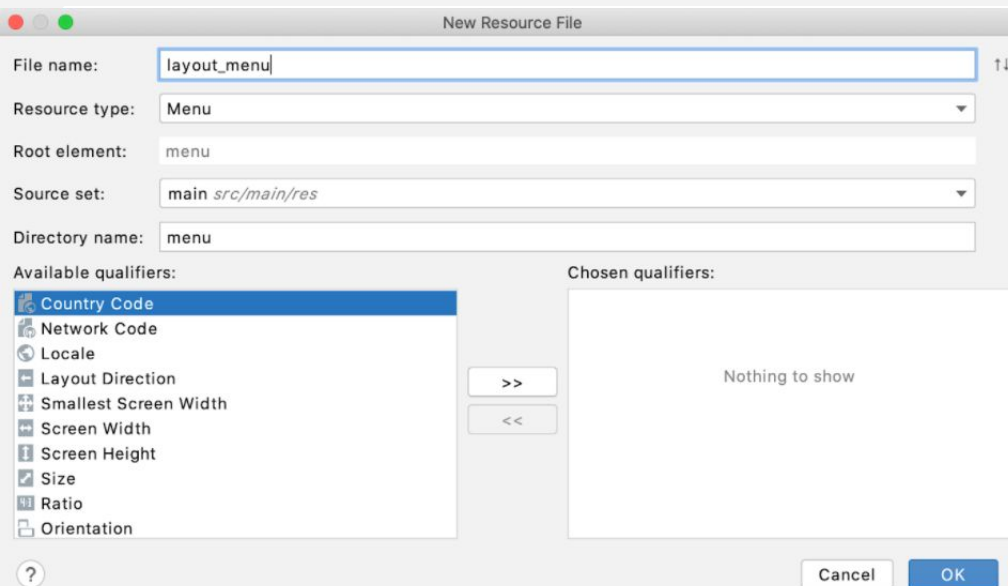 New Resource File
File name: layout_menu
Resource type: Menu
Root element: menu
Source set: main src/main/res
Directory name: menu
Available qualifiers: Chosen qualifiers:
Country Code
Network Code
Locale
Layout Direction
Smallest Screen Width
Screen Width
Screen Height
Size
4:1 Ratio
Orientation
>>
<<
Nothing to show
? Cancel OK